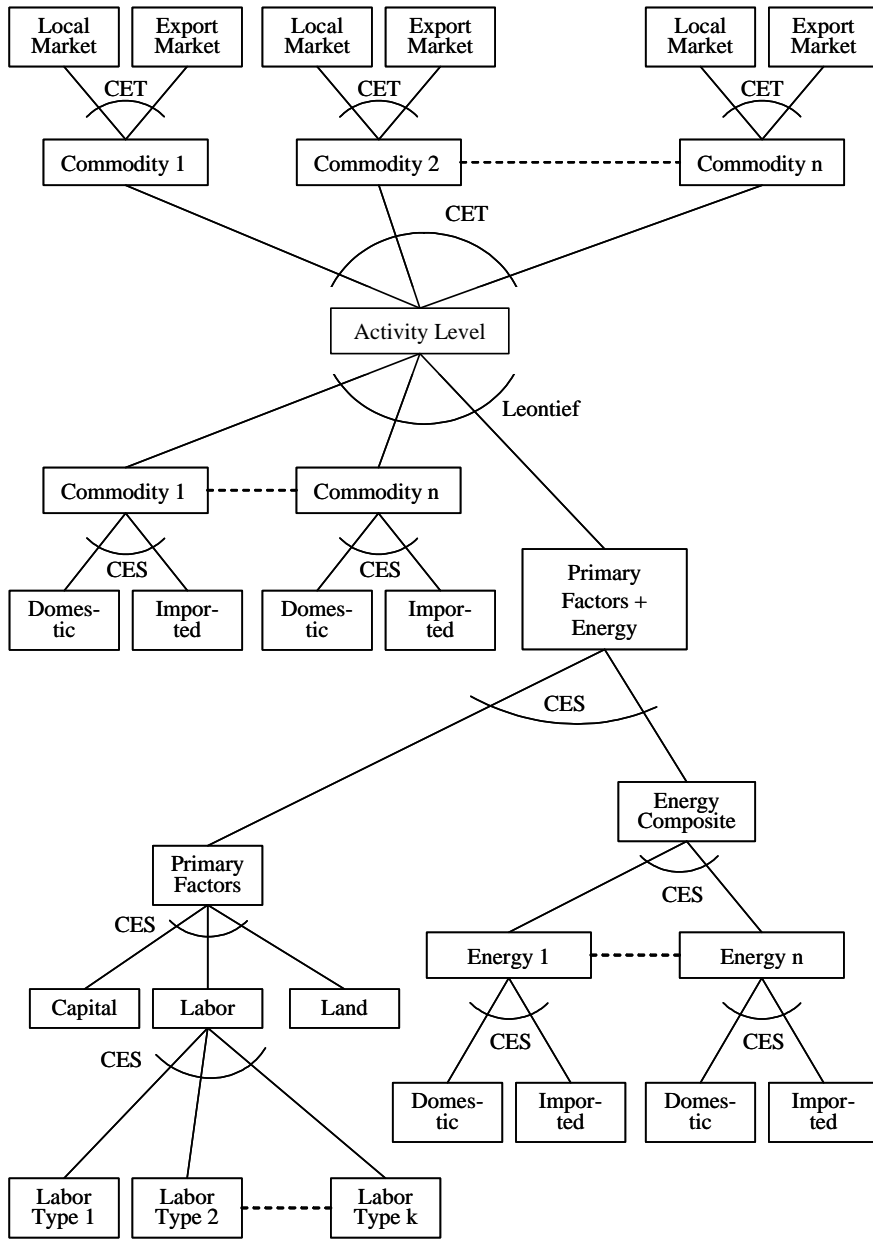 Local
Market
Export
Market
Local
Market
Export
Market
Local
Market
Export
Market
CET
CET
CET
Commodity 1
Commodity 2
Commodity n
CET
Activity Level
Leontief
Commodity 1
Commodity n
CES
CES
Domes-
tic
Impor-
ted
Domes-
tic
Impor-
ted
Primary
Factors +
Energy
CES
Energy
Composite
Primary
Factors
CES
CES
Energy 1
Energy n
Capital
Labor
Land
CES
CES
CES
Domes-
tic
Impor-
ted
Domes-
tic
Impor-
ted
Labor
Type 1
Labor
Type 2
Labor
Type k